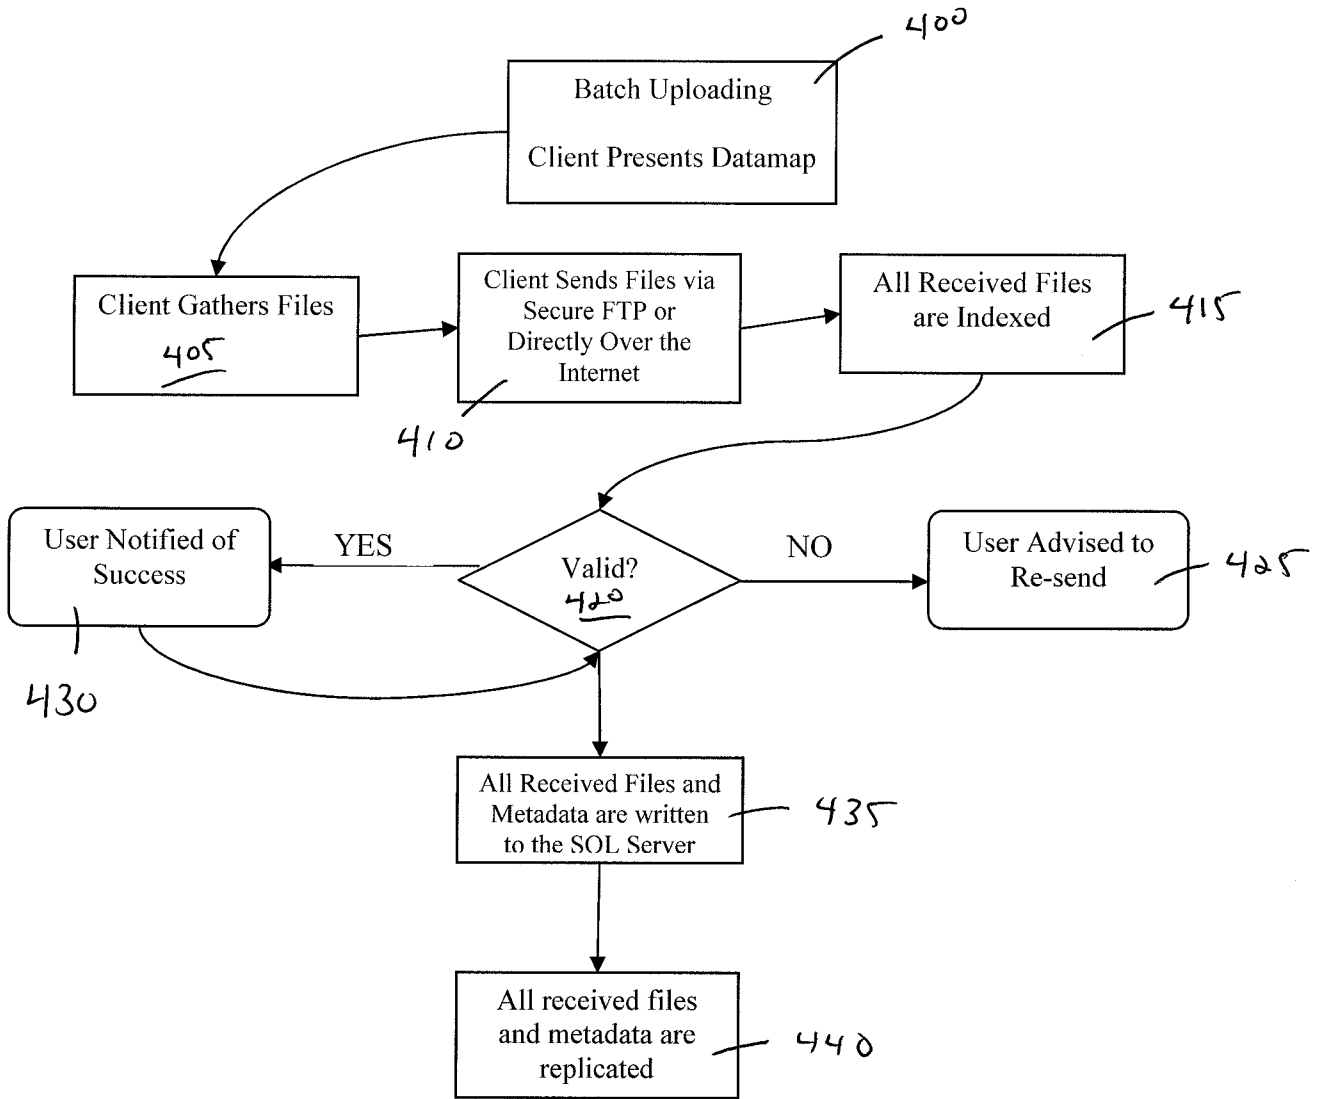 400
Batch Uploading
Client Presents Datamap
Client Gathers Files
405
Client Sends Files via
Secure FTP or
Directly Over the
Internet
410
All Received Files
are Indexed
415
User Notified of
Success
430
YES
Valid?
420
NO
User Advised to
Re-send
425
All Received Files and
Metadata are written
to the SOL Server
435
All received files
and metadata are
replicated
440